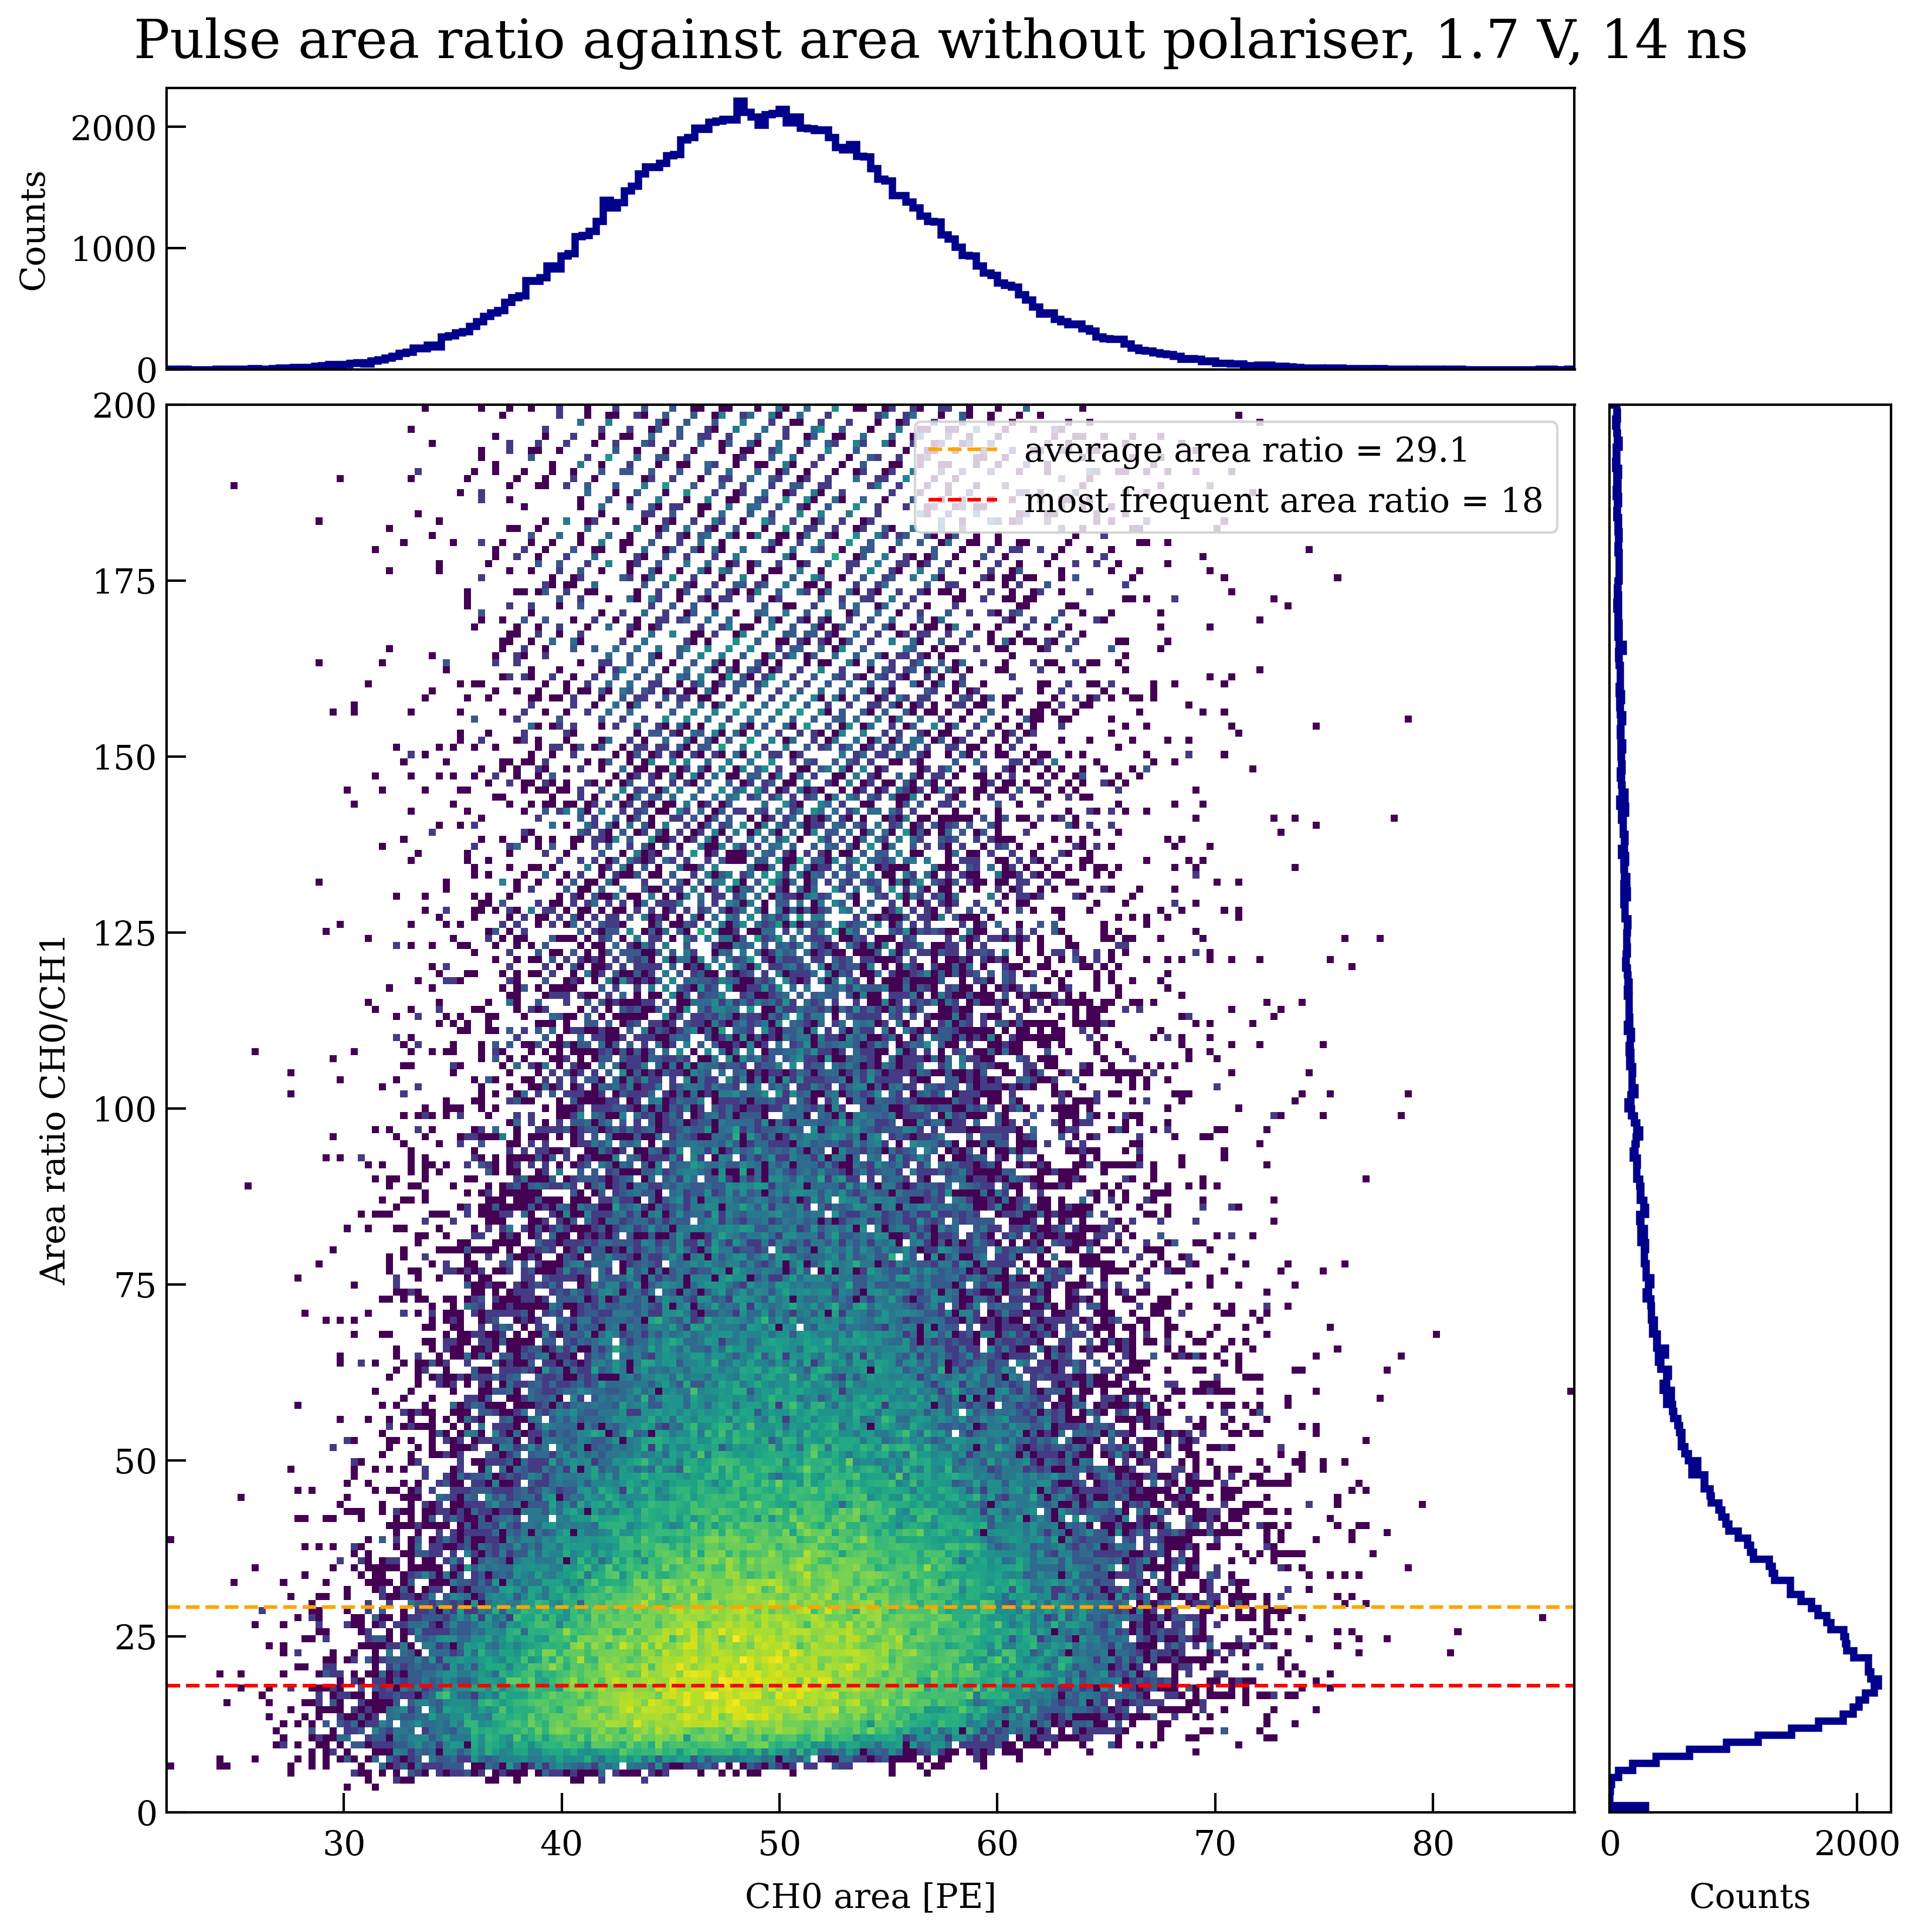 Pulse area ratio against area without polariser, 1.7 V, 14 ns
2000
1000
0
Counts
200
175
150
125
100
75
50
25
0
Area ratio CH0/CH1
average area ratio = 29.1
most frequent area ratio = 18
30 40 50 60 70 80
CH0 area [PE]
0 2000
Counts